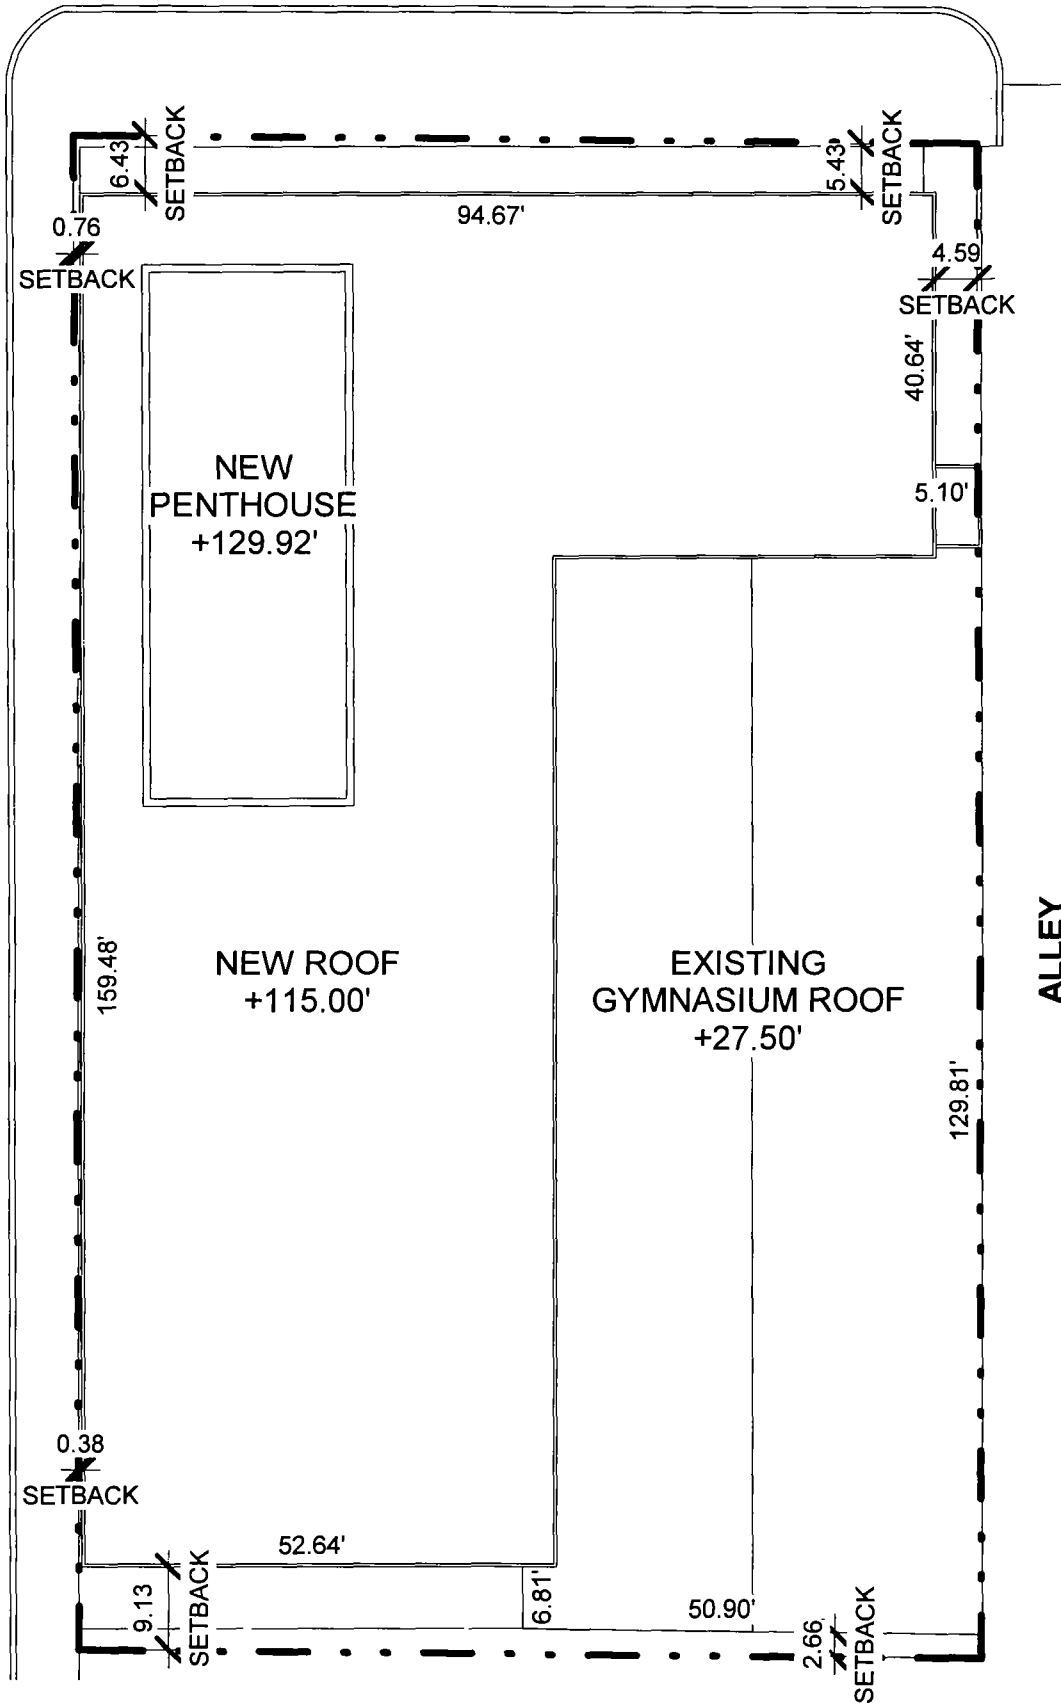 6.43'
SETBACK
5.43'
SETBACK
94.67'
0.76
SETBACK
4.59
SETBACK
40.64'
NEW
PENTHOUSE
+129.92'
5.10'
159.48'
NEW ROOF
+115.00'
EXISTING
GYMNASIUM ROOF
+27.50'
ALLEY
129.81'
0.38
SETBACK
52.64'
9.13
SETBACK
6.81'
50.90'
2.66
SETBACK